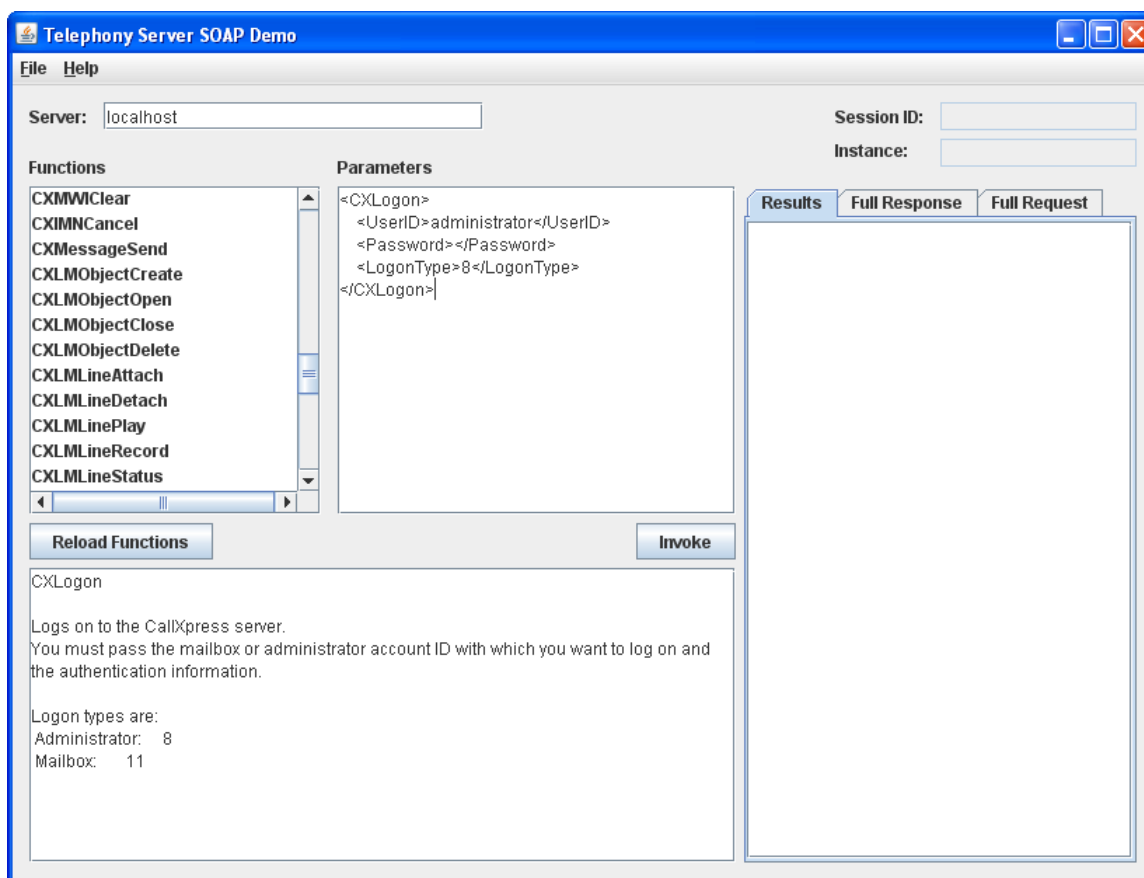 Telephony Server SOAP Demo
File Help
Server: localhost
Session ID:
Instance:
Functions
CXMWIClear
CXIMNCancel
CXMessageSend
CXLMObjectCreate
CXLMObjectOpen
CXLMObjectClose
CXLMObjectDelete
CXLMLineAttach
CXLMLineDetach
CXLMLinePlay
CXLMLineRecord
CXLMLineStatus
Reload Functions
Parameters
<CXLogon>
<UserID>administrator</UserID>
<Password></Password>
<LogonType>8</LogonType>
</CXLogon>
Invoke
Results Full Response Full Request
CXLogon
Logs on to the CallXpress server.
You must pass the mailbox or administrator account ID with which you want to log on and
the authentication information.
Logon types are:
Administrator: 8
Mailbox: 11